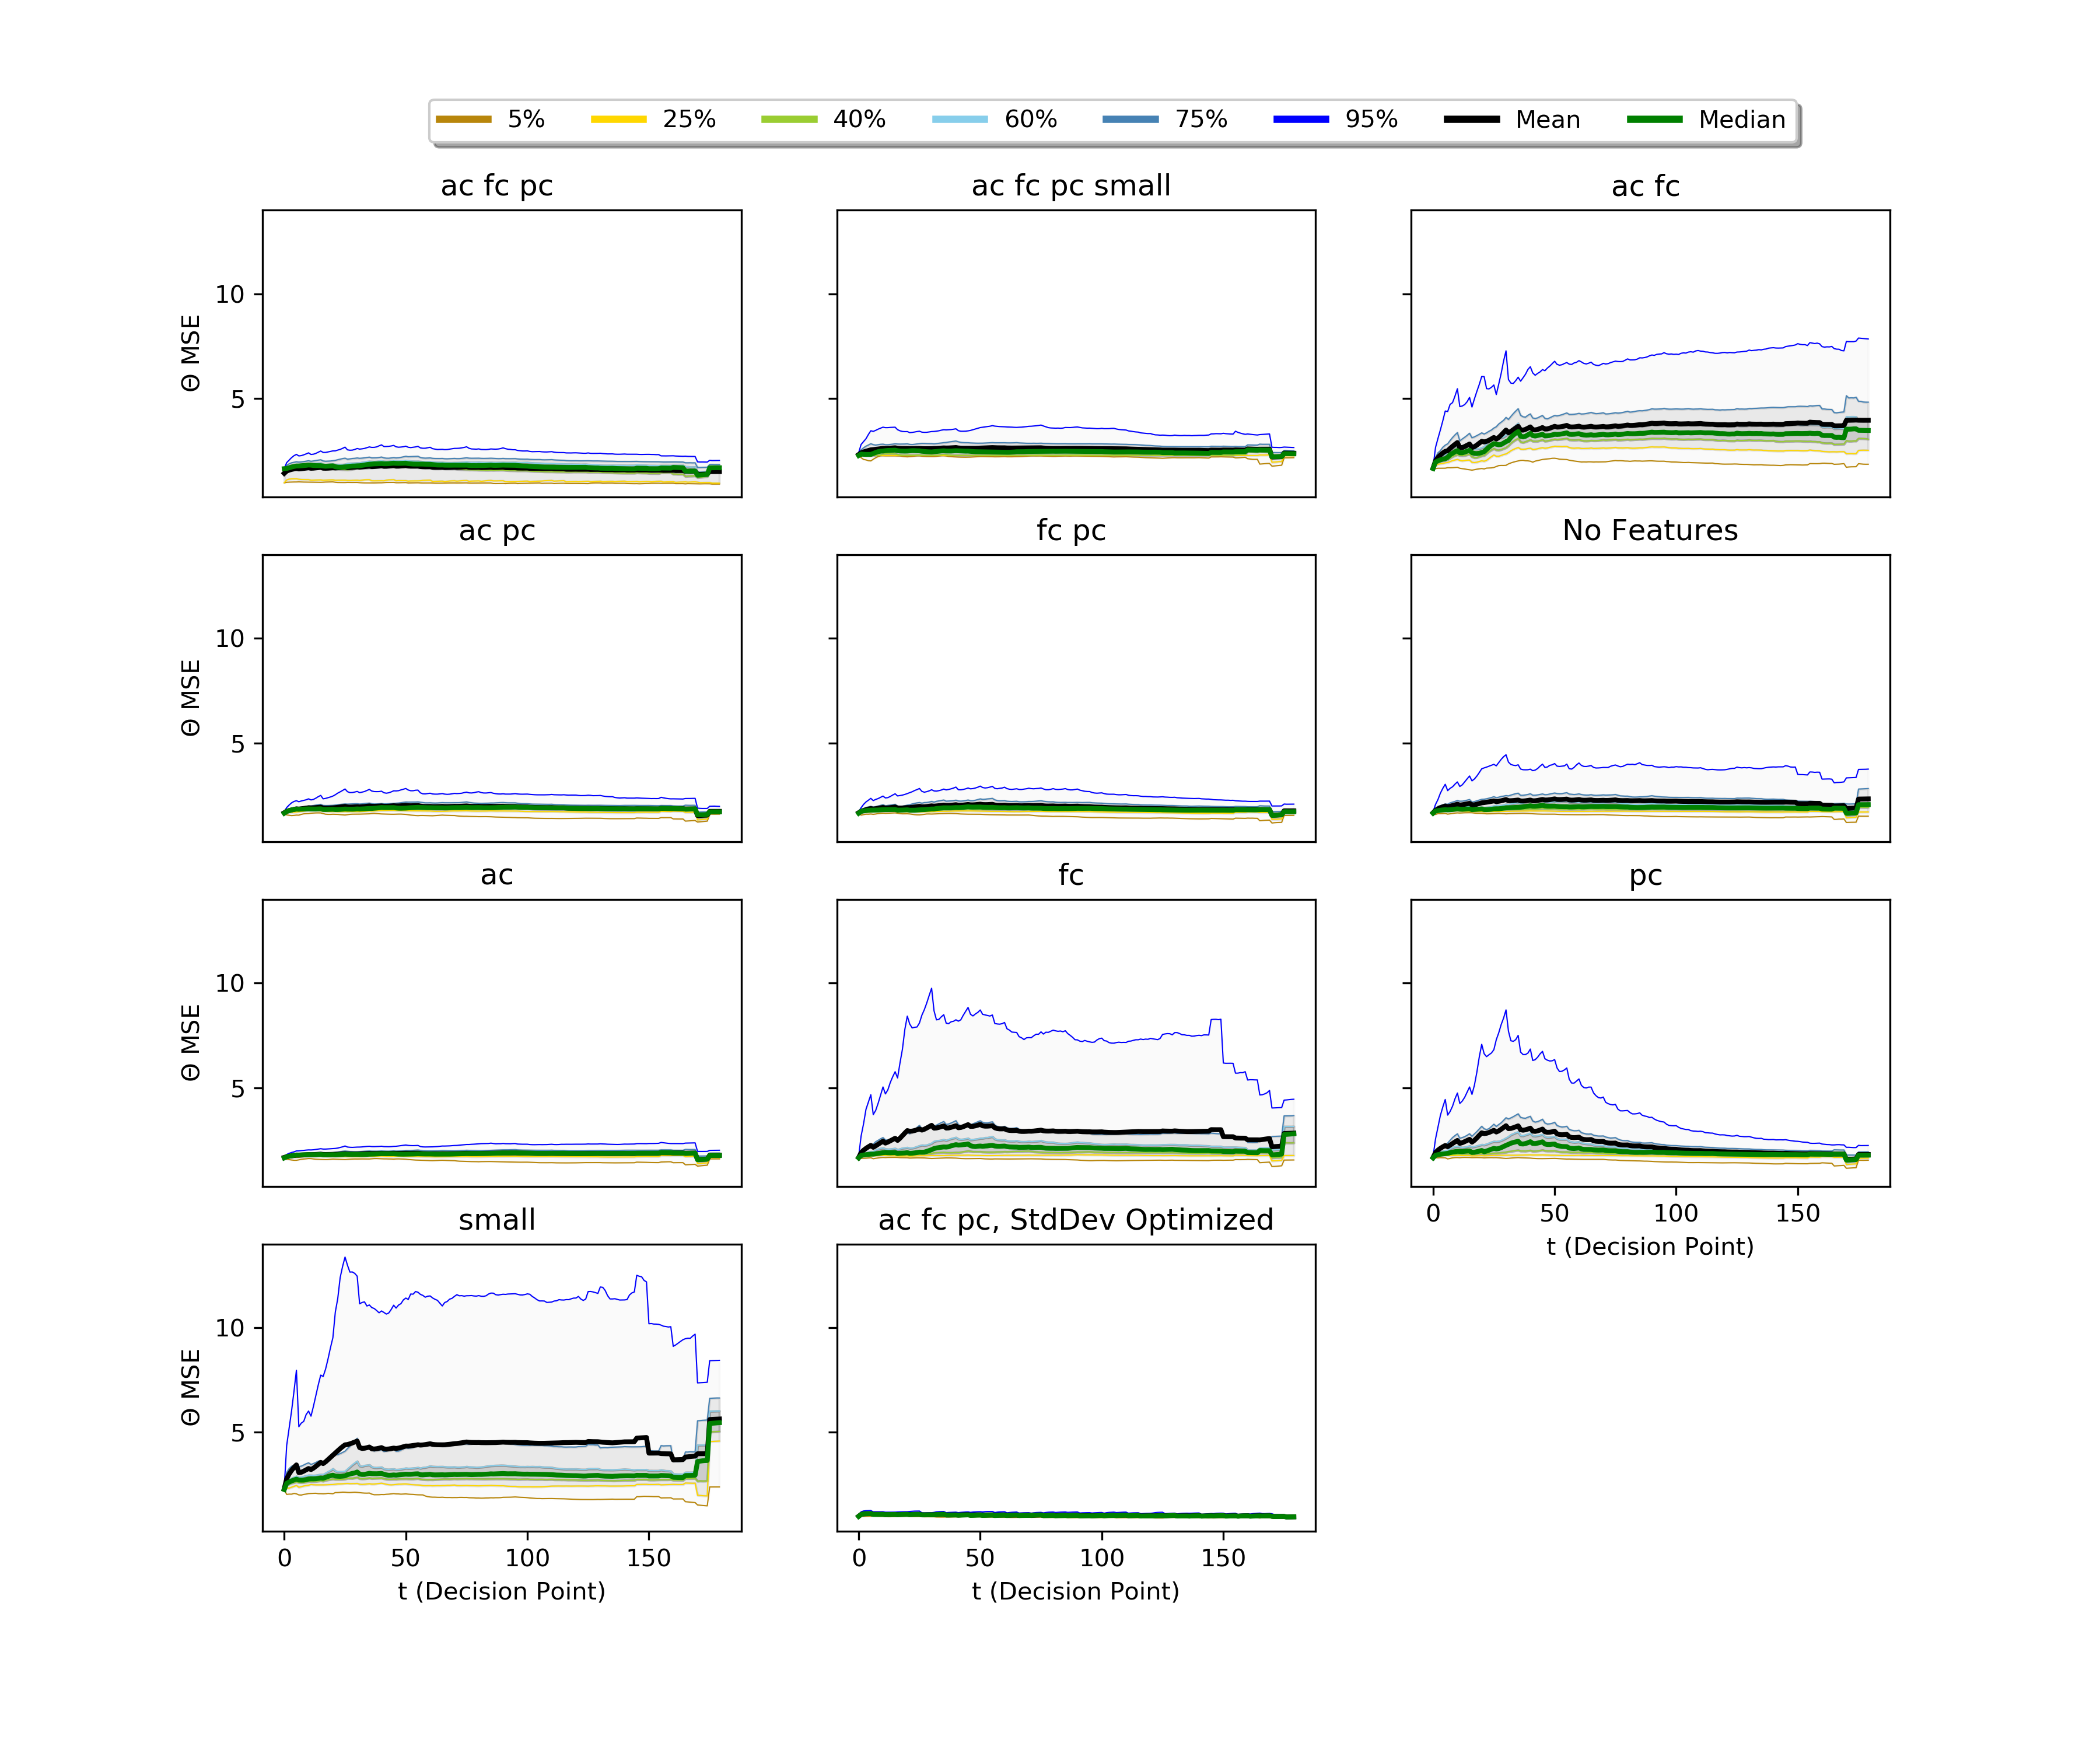 5% 25% 40% 60% 75% 95% Mean Median
ac fc pc ac fc pc small ac fc
Θ MSE
10
5
ac pc fc pc No Features
Θ MSE
10
5
ac fc pc
Θ MSE
10
5
0 50 100 150
t (Decision Point)
small ac fc pc, StdDev Optimized
Θ MSE
10
5
0 50 100 150 0 50 100 150
t (Decision Point) t (Decision Point)